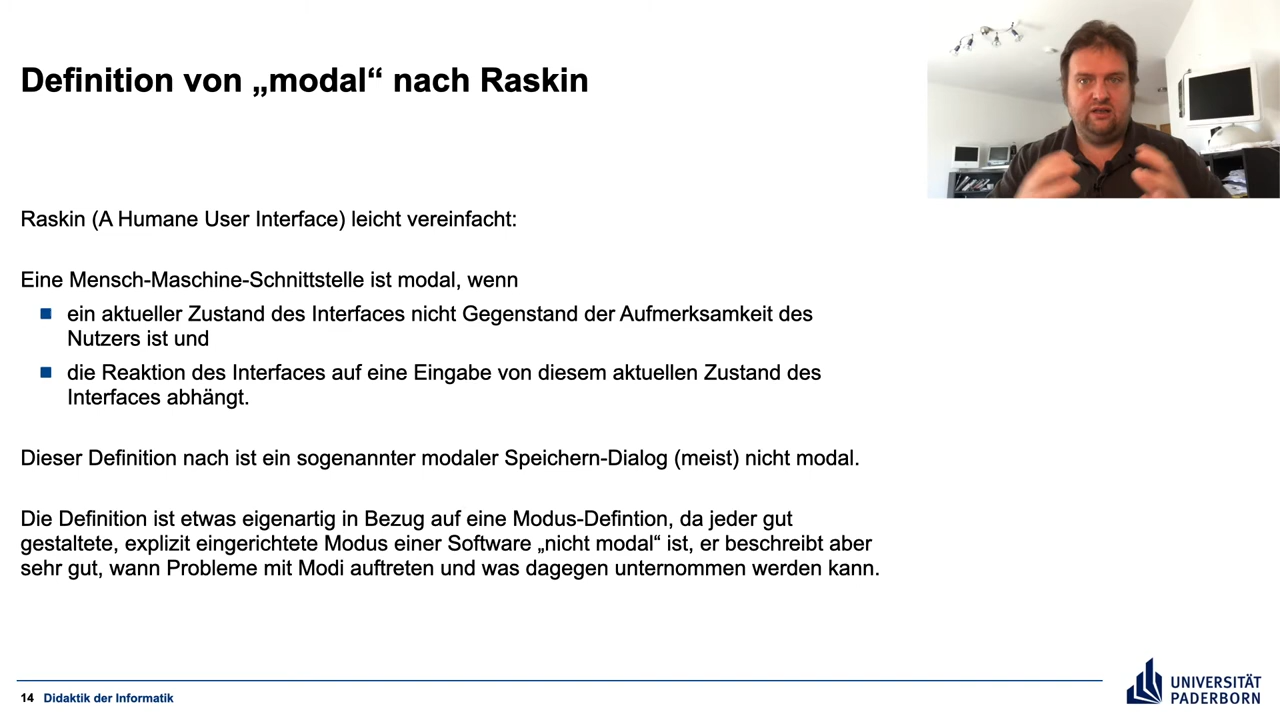 Definition von „modal“ nach Raskin
Raskin (A Humane User Interface) leicht vereinfacht:
Eine Mensch-Maschine-Schnittstelle ist modal, wenn
ein aktueller Zustand des Interfaces nicht Gegenstand der Aufmerksamkeit des
Nutzers ist und
die Reaktion des Interfaces auf eine Eingabe von diesem aktuellen Zustand des
Interfaces abhängt.
Dieser Definition nach ist ein sogenannter modaler Speichern-Dialog (meist) nicht modal.
Die Definition ist etwas eigenartig in Bezug auf eine Modus-Defintion, da jeder gut
gestaltete, explizit eingerichtete Modus einer Software „nicht modal“ ist, er beschreibt aber
sehr gut, wann Probleme mit Modi auftreten und was dagegen unternommen werden kann.
14 Didaktik der Informatik
UNIVERSITÄT
PADERBORN